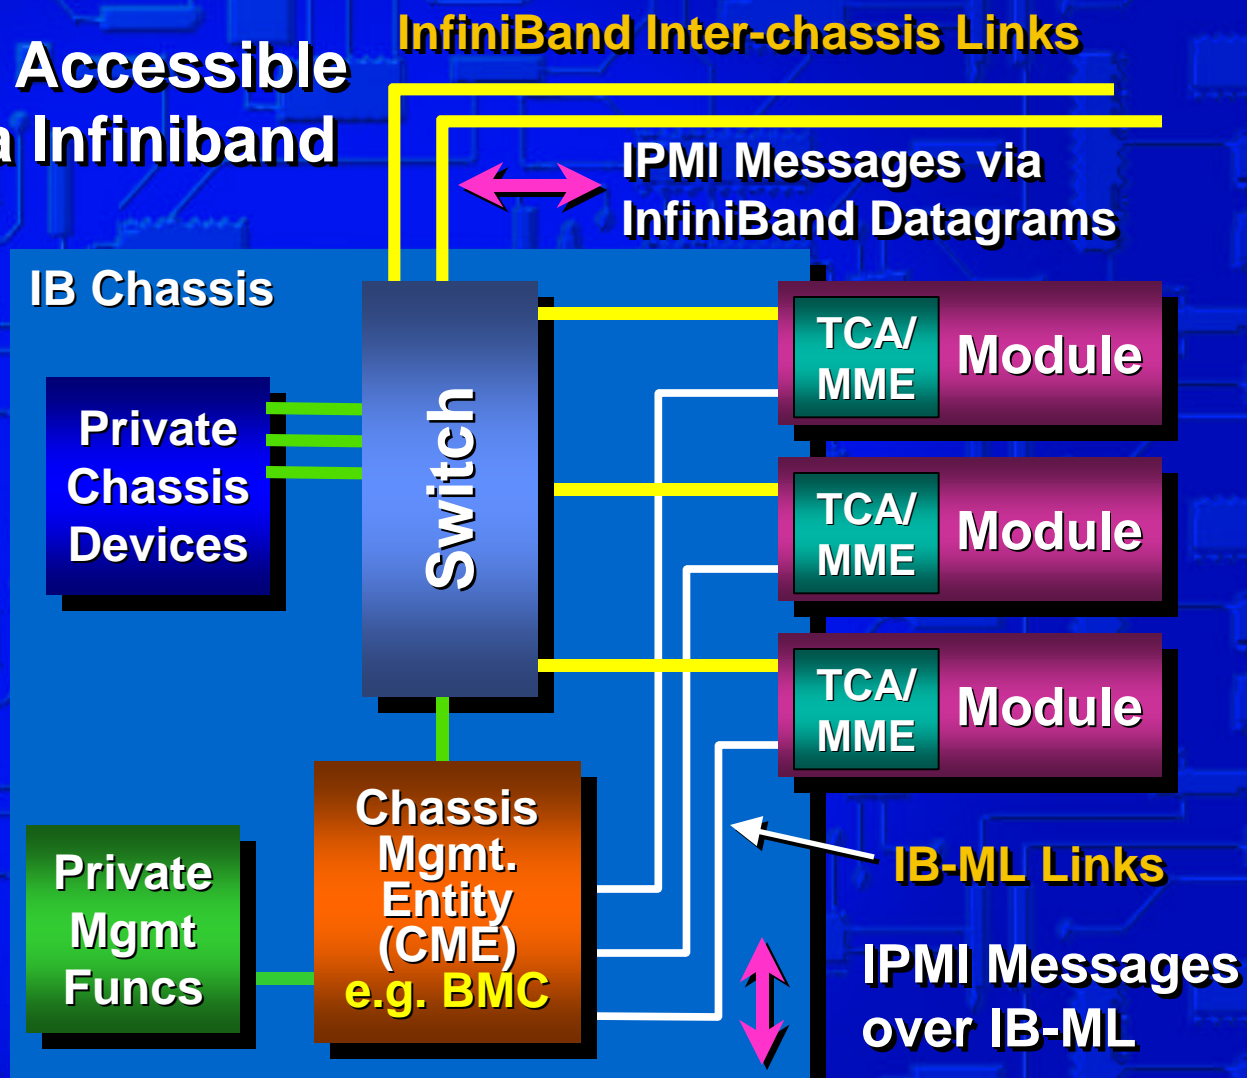 InfiniBand Inter-chassis Links
Accessible
a Infiniband
IPMI Messages via
InfiniBand Datagrams
IB Chassis
Private
Chassis
Devices
Switch
TCA/
MME
Module
TCA/
MME
Module
TCA/
MME
Module
Chassis
Mgmt.
Entity
(CME)
e.g. BMC
Private
Mgmt
Funcs
IB-ML Links
IPMI Messages
over IB-ML